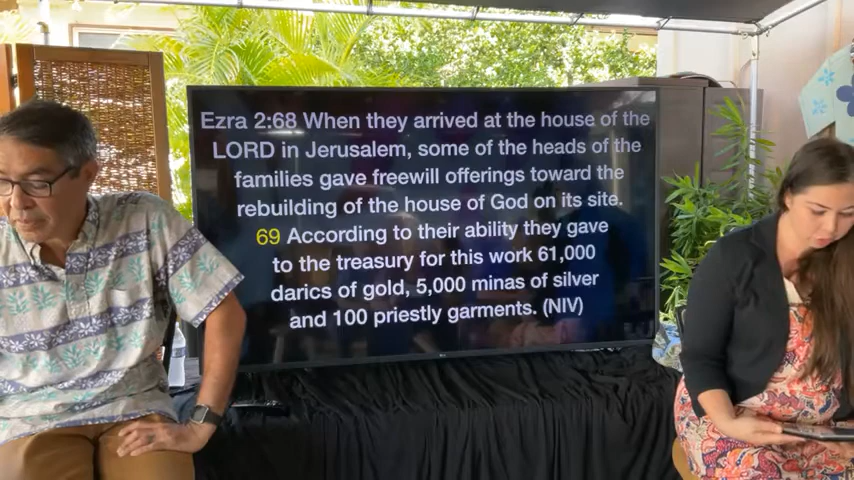 Ezra 2:68 When they arrived at the house of the
LORD in Jerusalem, some of the heads of the
families gave freewill offerings toward the
rebuilding of the house of God on its site.
69 According to their ability they gave
to the treasury for this work 61,000
darics of gold, 5,000 minas of silver
and 100 priestly garments. (NIV)